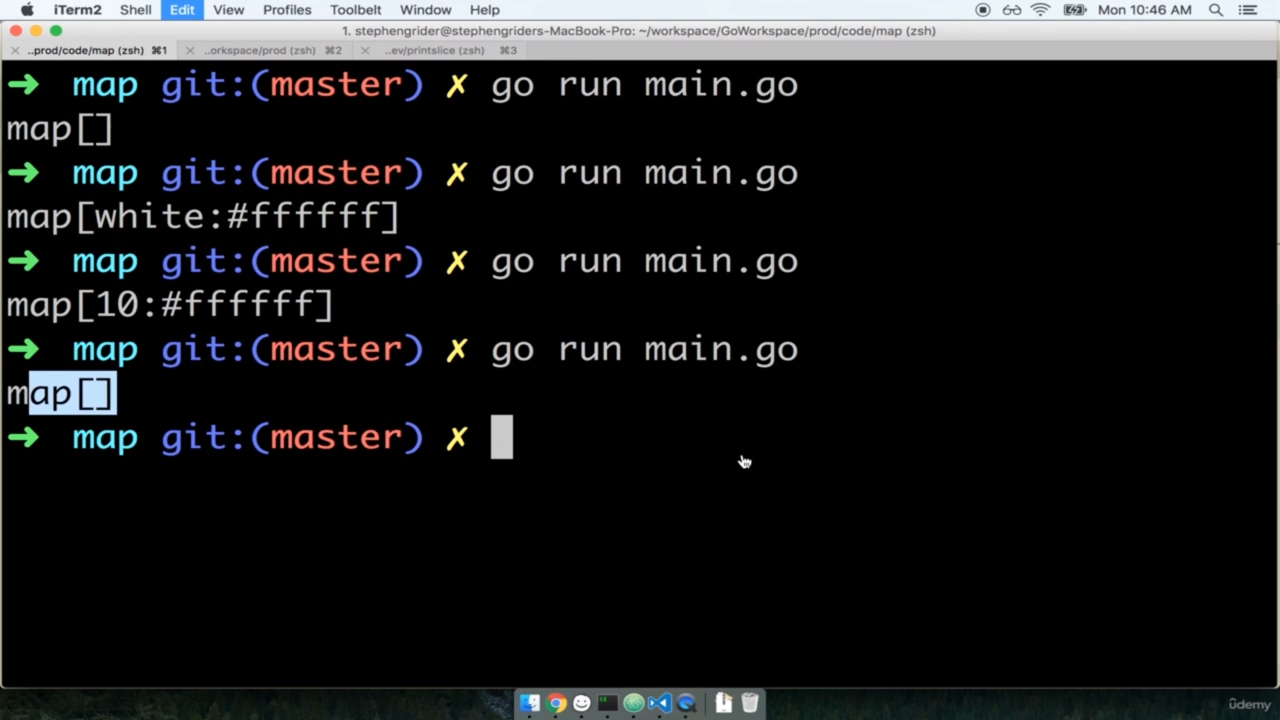 iTerm2 Shell Edit View Profiles Toolbelt Window Help Mon 10:46 AM
1. stephengrider@stephengriders-MacBook-Pro: ~/workspace/GoWorkspace/prod/code/map (zsh)
..prod/code/map (zsh) ⌘1 ..orkspace/prod (zsh) ⌘2 ..ev/printslice (zsh) ⌘3
➜ map git:(master) ✗ go run main.go
map[]
➜ map git:(master) ✗ go run main.go
map[white:#ffffff]
➜ map git:(master) ✗ go run main.go
map[10:#ffffff]
➜ map git:(master) ✗ go run main.go
map[]
➜ map git:(master) ✗
ûdemy